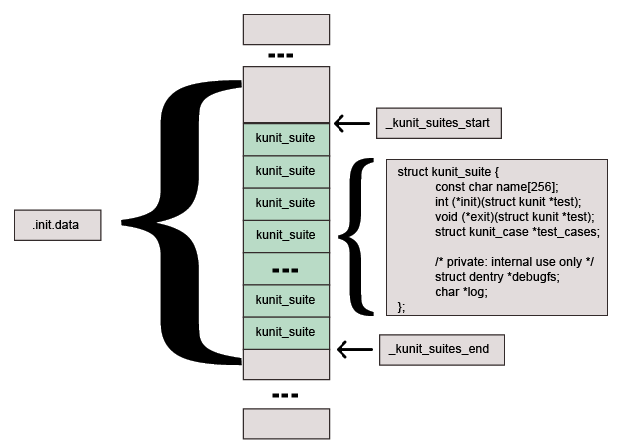 _kunit_suites_start
kunit_suite
kunit_suite
kunit_suite
kunit_suite
kunit_suite
kunit_suite
.init.data
struct kunit_suite {
const char name[256];
int (*init)(struct kunit *test);
void (*exit)(struct kunit *test);
struct kunit_case *test_cases;
/* private: internal use only */
struct dentry *debugfs;
char *log;
};
_kunit_suites_end